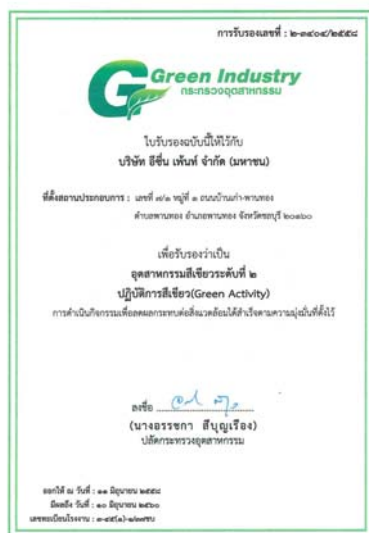 การรับรองเลขที่ : ๒-๓๔๐๔/๒๕๕๘
Green Industry
กระทรวงอุตสาหกรรม
ใบรับรองฉบับนี้ให้ไว้กับ
บริษัท อีซึ่น เพ้นท์ จำกัด (มหาชน)
ที่ตั้งสถานประกอบการ : เลขที่ ๗/๑ หมู่ที่ ๑ ถนนบ้านเก่า-พานทอง
ตำบลพานทอง อำเภอพานทอง จังหวัดชลบุรี ๒๐๑๖๐
เพื่อรับรองว่าเป็น
อุตสาหกรรมสีเขียวระดับที่ ๒
ปฏิบัติการสีเขียว(Green Activity)
การดำเนินกิจกรรมเพื่อลดผลกระทบต่อสิ่งแวดล้อมได้สำเร็จตามความมุ่งมั่นที่ตั้งไว้
ลงชื่อ
(นางอรรชกา สีบุญเรือง)
ปลัดกระทรวงอุตสาหกรรม
ออกให้ ณ วันที่ : ๑๑ มิถุนายน ๒๕๕๘
มีผลถึง วันที่ : ๑๐ มิถุนายน ๒๕๖๐
เลขทะเบียนโรงงาน :